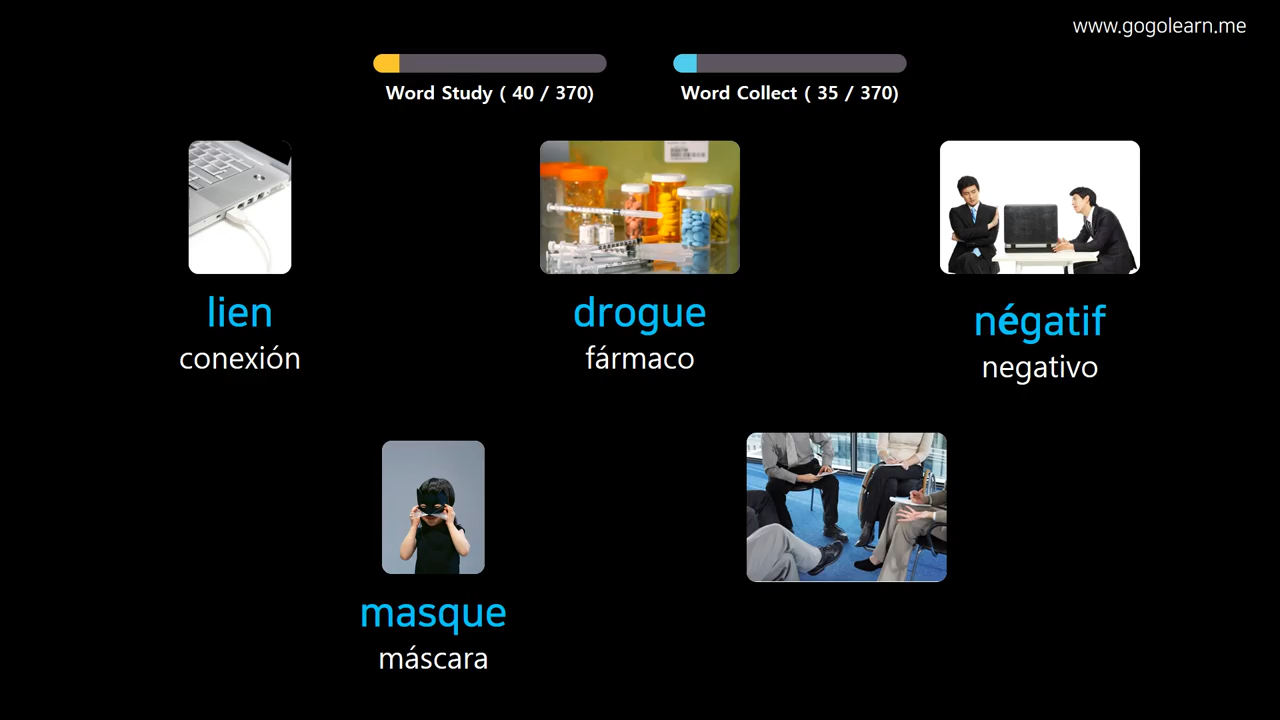 www.gogolearn.me
Word Study ( 40 / 370)
Word Collect ( 35 / 370)
lien
conexión
drogue
fármaco
négatif
negativo
masque
máscara